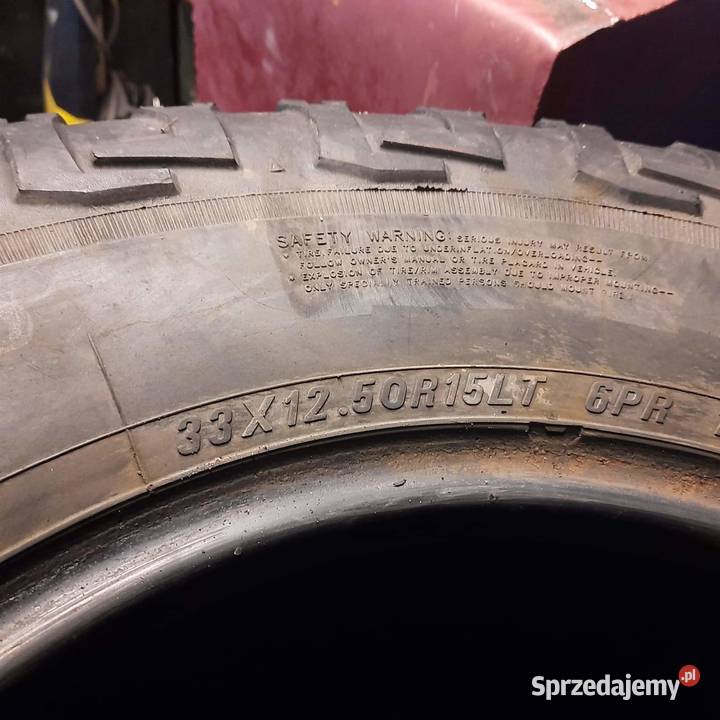 SAFETY WARNING: SERIOUS INJURY MAY RESULT FROM
• TIRE FAILURE DUE TO UNDERINFLATION/OVERLOADING--
FOLLOW OWNER'S MANUAL OR TIRE PLACARD IN VEHICLE.
• EXPLOSION OF TIRE/RIM ASSEMBLY DUE TO IMPROPER MOUNTING--
ONLY SPECIALLY TRAINED PERSONS SHOULD MOUNT TIRES.
33X12.50R15LT 6PR
Sprzedajemy.pl